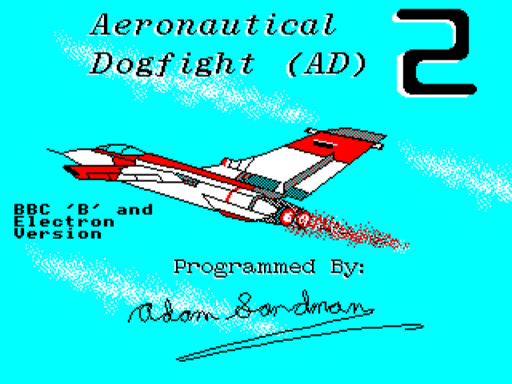 Aeronautical
Dogfight (AD)
2
BBC 'B' and
Electron
Version
Programmed By:
Adam Sandman